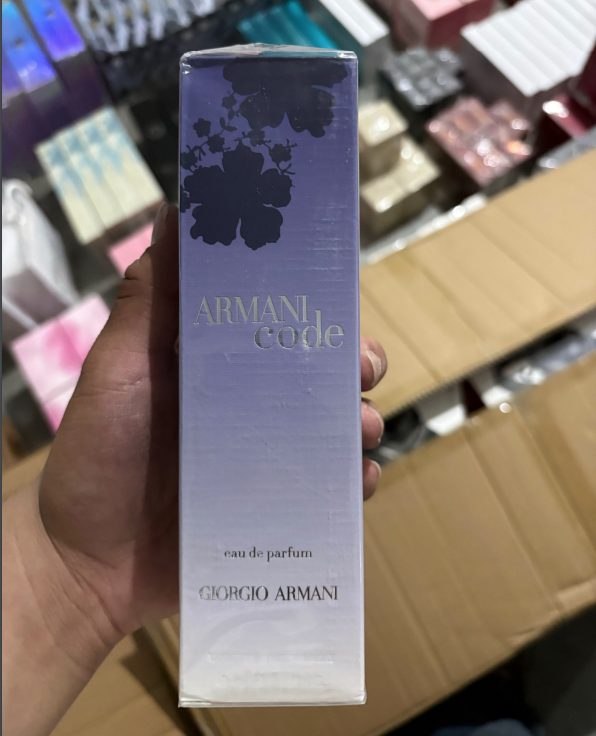 ARMANI
code
eau de parfum
GIORGIO ARMANI